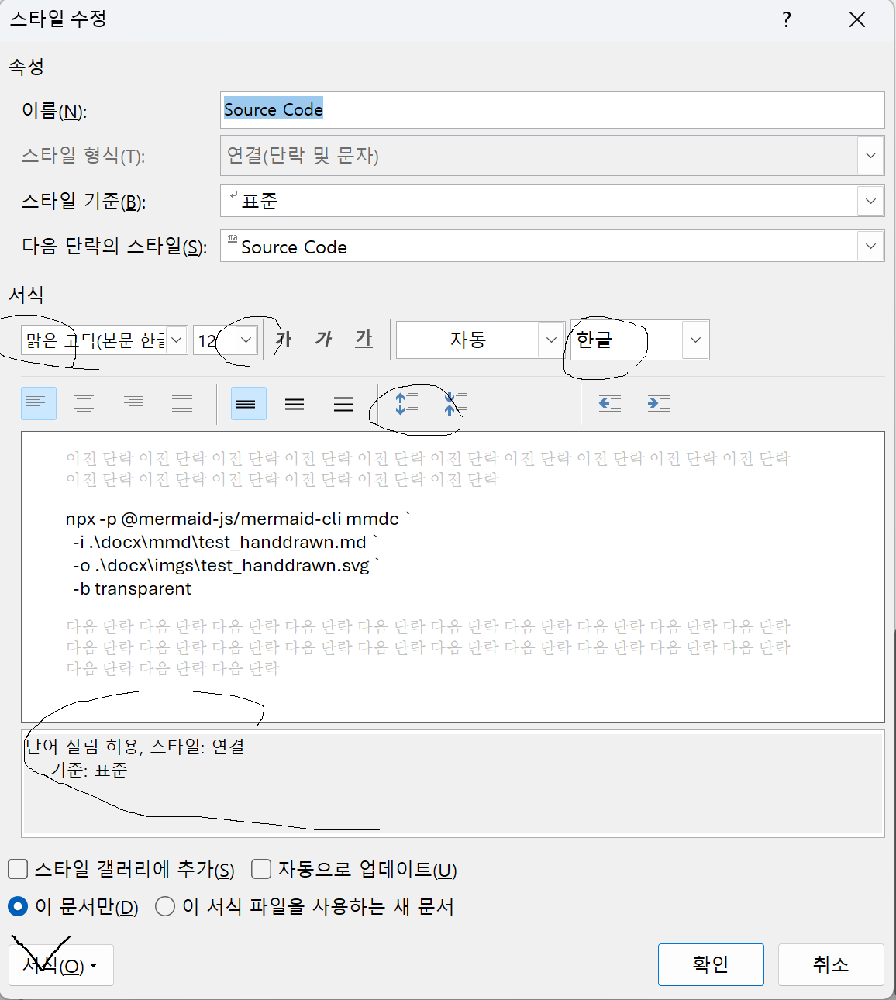 스타일 수정
속성
이름(N):
Source Code
스타일 형식(T):
연결(단락 및 문자)
스타일 기준(B):
표준
다음 단락의 스타일(S):
Source Code
서식
맑은 고딕(본문 한글 12 가 가 가 자동 한글
이전 단락 이전 단락 이전 단락 이전 단락 이전 단락 이전 단락 이전 단락 이전 단락 이전 단락 이전 단락
이전 단락 이전 단락 이전 단락 이전 단락 이전 단락 이전 단락
npx -p @mermaid-js/mermaid-cli mmdc `
-i .\docx\mmd\test_handdrawn.md `
-o .\docx\imgs\test_handdrawn.svg `
-b transparent
다음 단락 다음 단락 다음 단락 다음 단락 다음 단락 다음 단락 다음 단락 다음 단락 다음 단락 다음 단락
다음 단락 다음 단락 다음 단락 다음 단락 다음 단락 다음 단락 다음 단락 다음 단락 다음 단락 다음 단락
다음 단락 다음 단락 다음 단락
단어 잘림 허용, 스타일: 연결
기준: 표준
스타일 갤러리에 추가(S) 자동으로 업데이트(U)
이 문서만(D) 이 서식 파일을 사용하는 새 문서
서식(O) 확인 취소